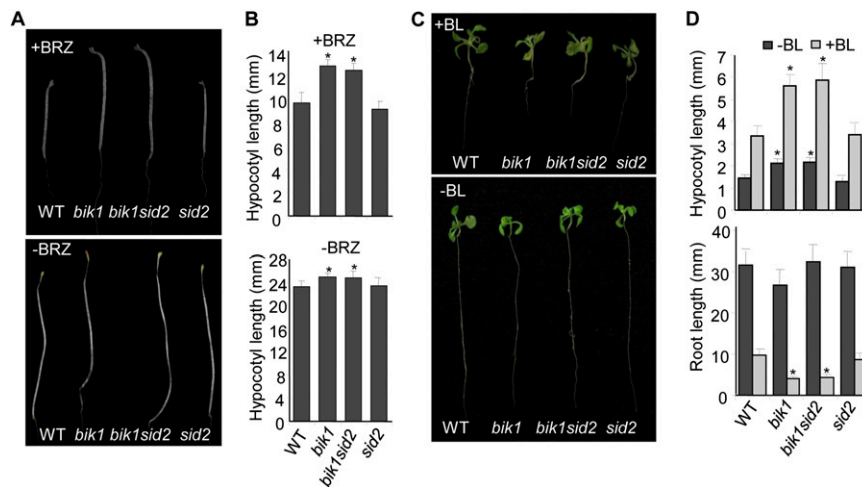 A
+BRZ
WT bik1 bik1sid2 sid2
-BRZ
WT bik1 bik1sid2 sid2
B
+BRZ
Hypocotyl length (mm)
14
12
10
8
6
4
2
0
* *
-BRZ
Hypocotyl length (mm)
28
24
20
16
12
8
4
0
* *
WT bik1 bik1sid2 sid2
C
+BL
WT bik1 bik1sid2 sid2
-BL
WT bik1 bik1sid2 sid2
D
-BL +BL
Hypocotyl length (mm)
7
6
5
4
3
2
1
0
* * * *
Root length (mm)
40
30
20
10
0
* *
WT bik1 bik1sid2 sid2